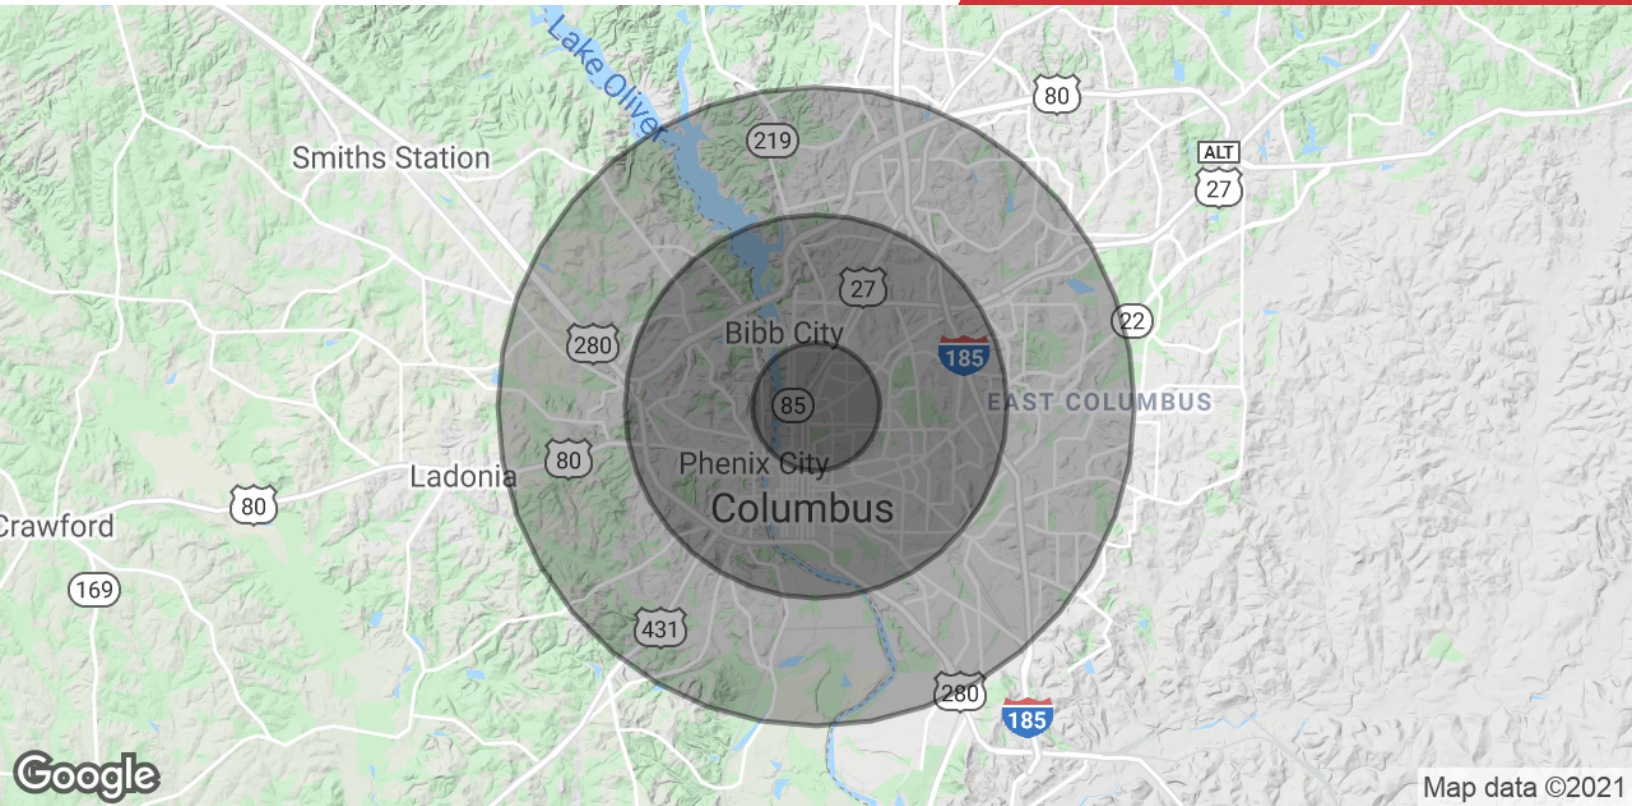 Lake Oliver
80
219
ALT
27
Smiths Station
27
Bibb City
22
280
185
85
EAST COLUMBUS
Phenix City
80
Ladonia
80
Columbus
Crawford
169
431
280
185
Google
Map data ©2021